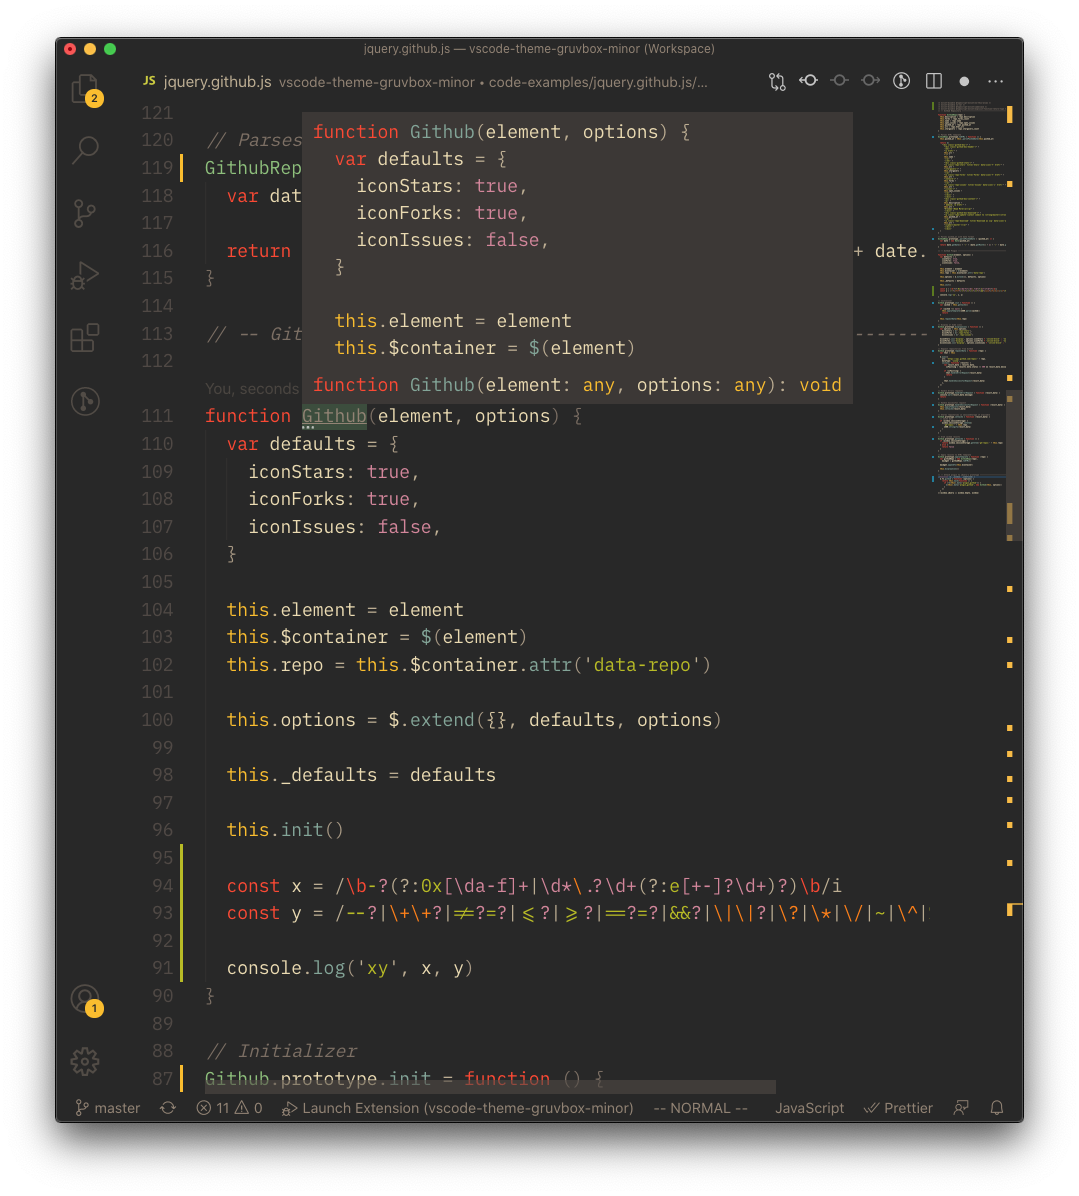 jquery.github.js — vscode-theme-gruvbox-minor (Workspace)
JS jquery.github.js vscode-theme-gruvbox-minor • code-examples/jquery.github.js/...
2
121
120 // Parses
119 GithubRep
118 var dat
117
116 return + date.
115 }
114
113 // -- Git -------
112
function Github(element, options) {
var defaults = {
iconStars: true,
iconForks: true,
iconIssues: false,
}
this.element = element
this.$container = $(element)
function Github(element: any, options: any): void
You, seconds
111 function Github(element, options) {
110 var defaults = {
109 iconStars: true,
108 iconForks: true,
107 iconIssues: false,
106 }
105
104 this.element = element
103 this.$container = $(element)
102 this.repo = this.$container.attr('data-repo')
101
100 this.options = $.extend({}, defaults, options)
99
98 this._defaults = defaults
97
96 this.init()
95
94 const x = /\b-?(?:0x[\da-f]+|\d*\.?\d+(?:e[+-]?\d+)?)\b/i
93 const y = /--?|\+\+?|≠?=?|⩽?|⩾?|==?=?|&&?|\|\|?|\?|\*|\/|~|\^|
92
91 console.log('xy', x, y)
90 }
89
88 // Initializer
87 Github.prototype.init = function () {
1
master 11 0 Launch Extension (vscode-theme-gruvbox-minor) -- NORMAL -- JavaScript Prettier